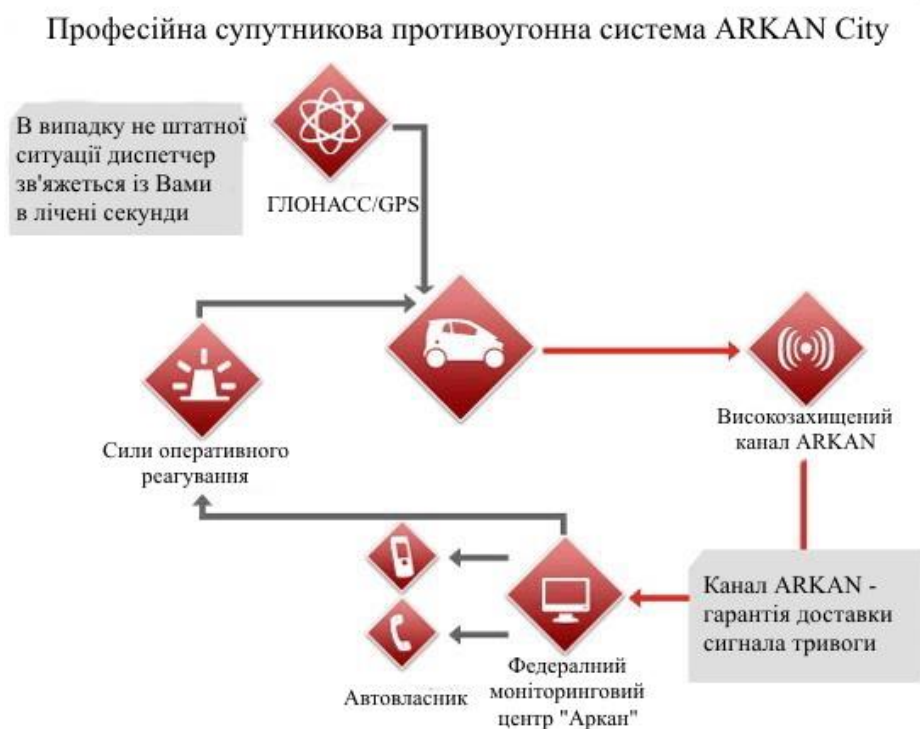 Професійна супутникова противоугонна система ARKAN City
В випадку не штатної
ситуації диспетчер
зв'яжеться із Вами
в лічені секунди
ГЛОНАСС/GPS
Високозахищений
канал ARKAN
Сили оперативного
реагування
Канал ARKAN -
гарантія доставки
сигнала тривоги
Автовласник
Федералний
моніторинговий
центр "Аркан"